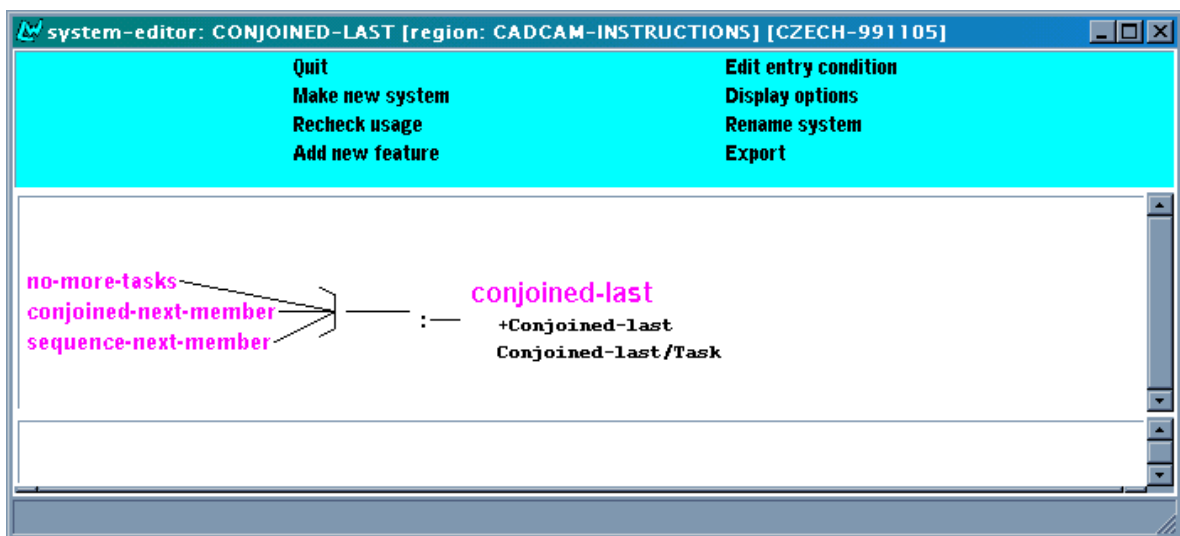 system-editor: CONJOINED-LAST [region: CADCAM-INSTRUCTIONS] [CZECH-991105]
Quit
Edit entry condition
Make new system
Display options
Recheck usage
Rename system
Add new feature
Export
no-more-tasks
conjoined-next-member
sequence-next-member
:
conjoined-last
+Conjoined-last
Conjoined-last/Task